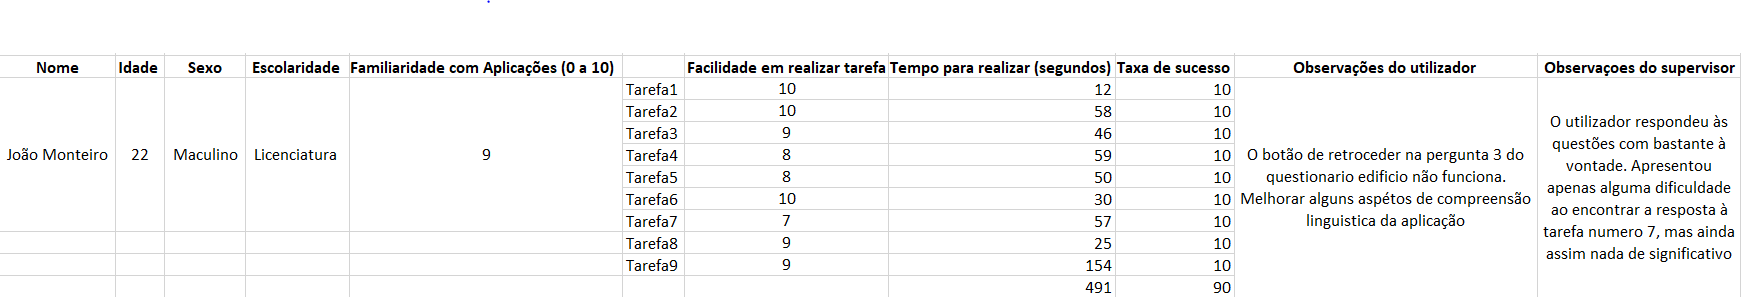 Nome Idade Sexo Escolaridade Familiaridade com Aplicações (0 a 10) Facilidade em realizar tarefa Tempo para realizar (segundos) Taxa de sucesso Observações do utilizador Observaçoes do supervisor
João Monteiro 22 Maculino Licenciatura 9
Tarefa1 10 12 10
Tarefa2 10 58 10
Tarefa3 9 46 10
Tarefa4 8 59 10
Tarefa5 8 50 10
Tarefa6 10 30 10
Tarefa7 7 57 10
Tarefa8 9 25 10
Tarefa9 9 154 10
491 90
O botão de retroceder na pergunta 3 do
questionario edificio não funciona.
Melhorar alguns aspétos de compreensão
linguistica da aplicação
O utilizador respondeu às
questões com bastante à
vontade. Apresentou
apenas alguma dificuldade
ao encontrar a resposta à
tarefa numero 7, mas ainda
assim nada de significativo